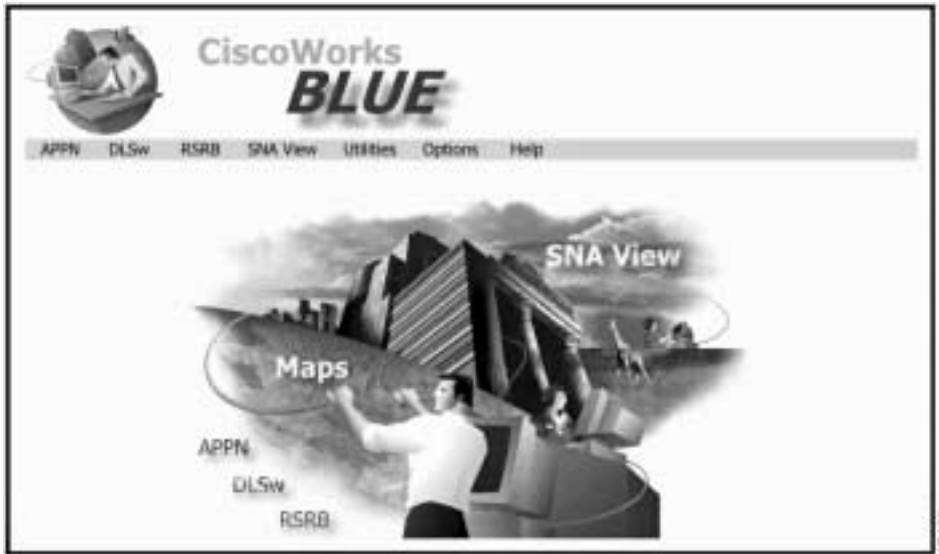 CiscoWorks
BLUE
APPN DLSw RSRB SNA View Utilities Options Help
SNA View
Maps
APPN
DLSw
RSRB